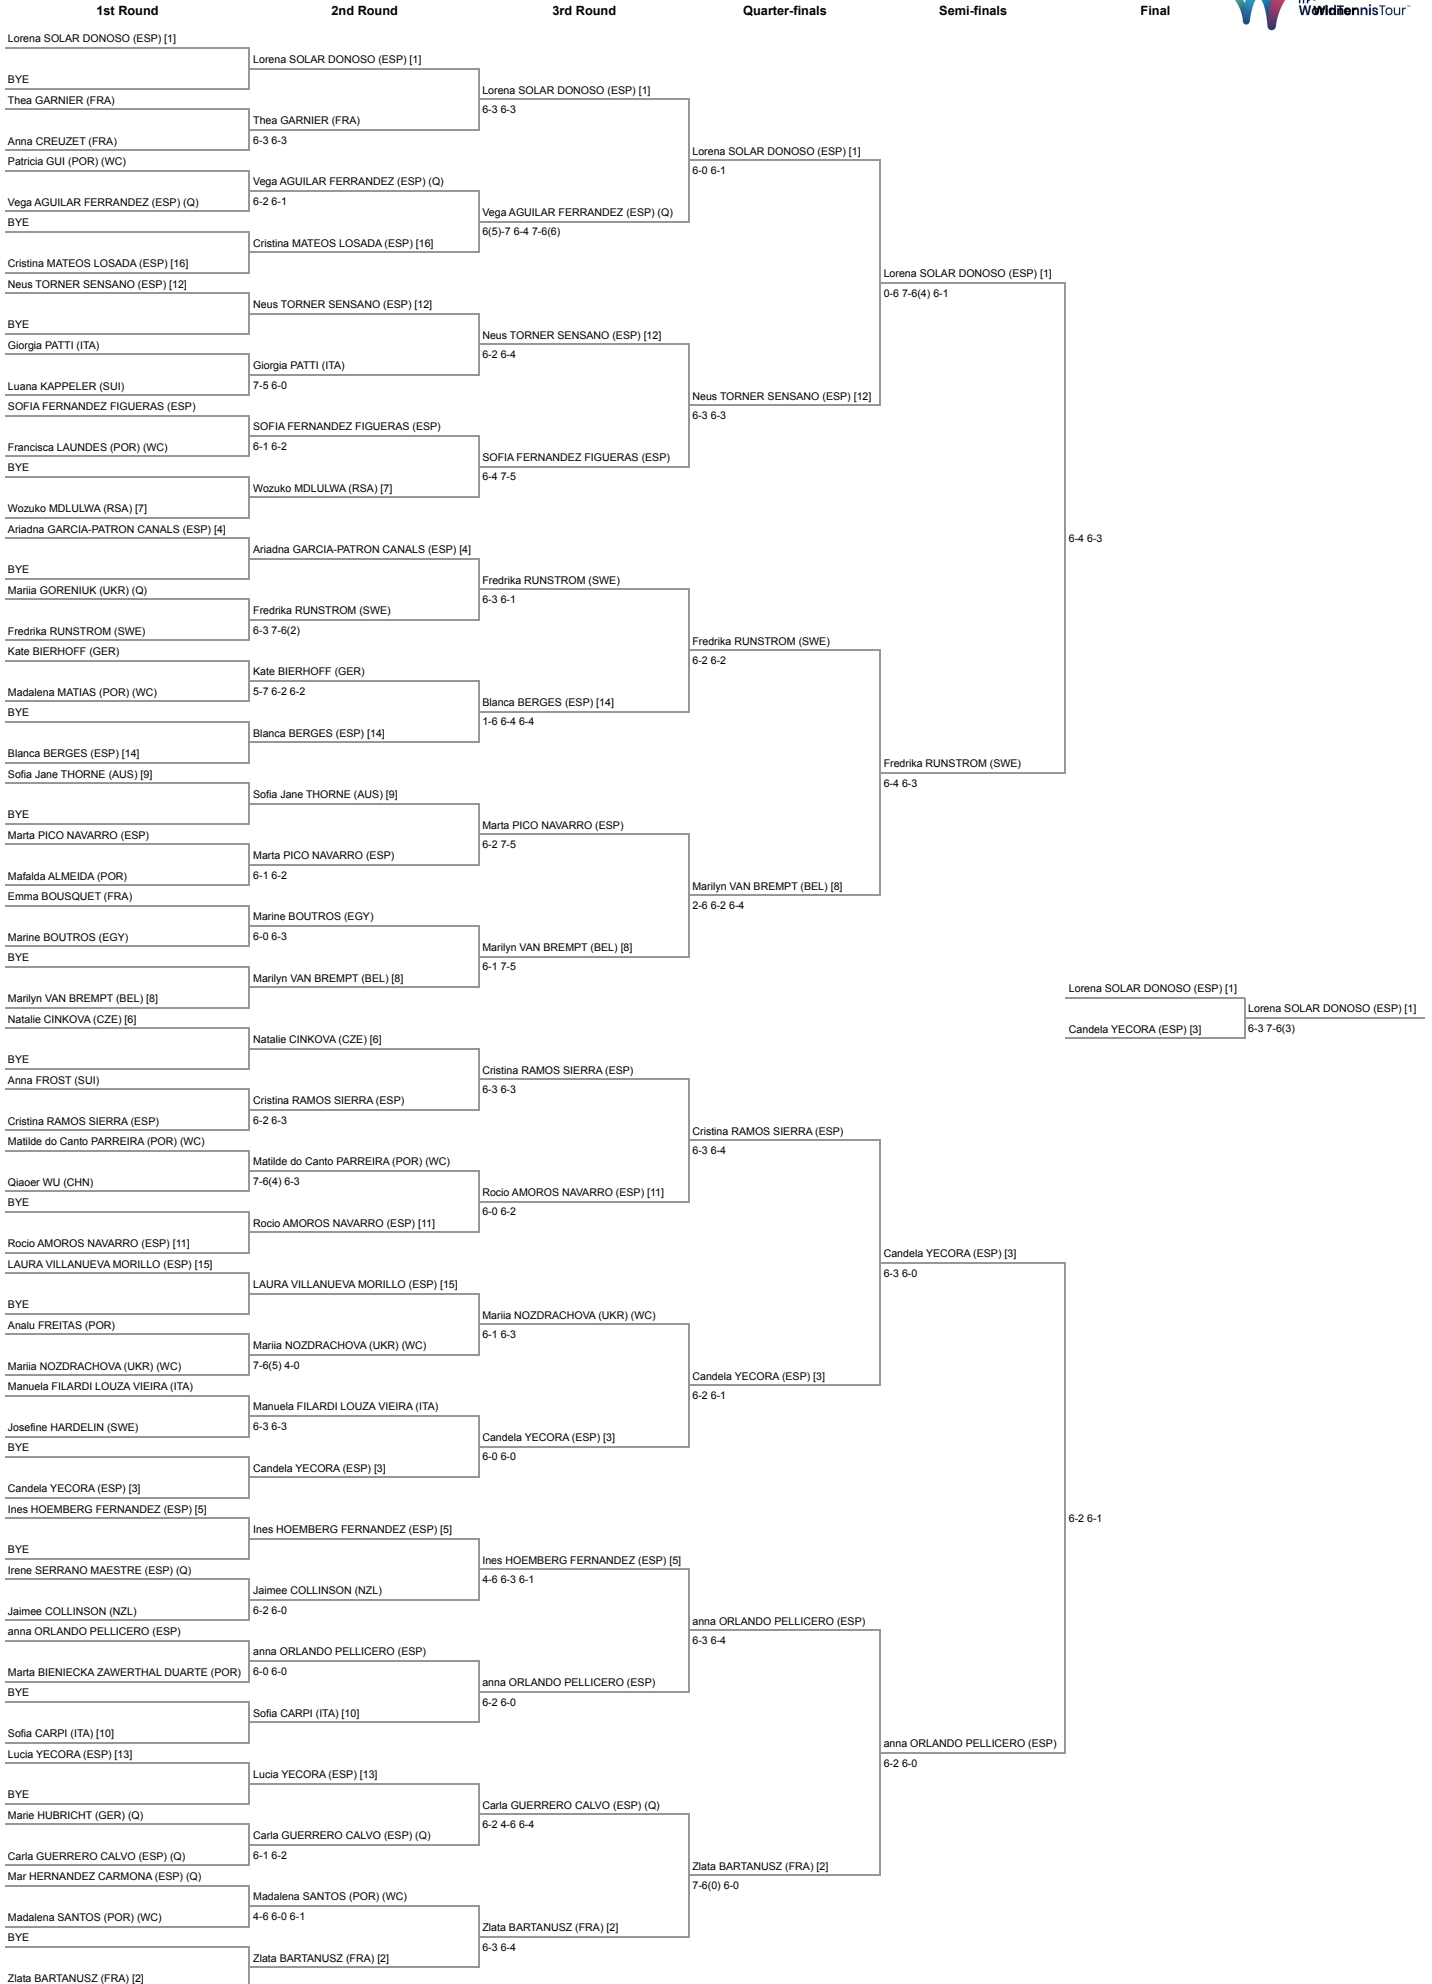 1st Round
2nd Round
3rd Round
Quarter-finals
Semi-finals
Final
Winner
WorldTennisTour
Lorena SOLAR DONOSO (ESP) [1]
BYE
Thea GARNIER (FRA)
Anna CREUZET (FRA)
Patricia GUI (POR) (WC)
Vega AGUILAR FERRANDEZ (ESP) (Q)
BYE
Cristina MATEOS LOSADA (ESP) [16]
Neus TORNER SENSANO (ESP) [12]
BYE
Giorgia PATTI (ITA)
Luana KAPPELER (SUI)
SOFIA FERNANDEZ FIGUERAS (ESP)
Francisca LAUNDES (POR) (WC)
BYE
Wozuko MDLULWA (RSA) [7]
Ariadna GARCIA-PATRON CANALS (ESP) [4]
BYE
Mariia GORENIUK (UKR) (Q)
Fredrika RUNSTROM (SWE)
Kate BIERHOFF (GER)
Madalena MATIAS (POR) (WC)
BYE
Blanca BERGES (ESP) [14]
Sofia Jane THORNE (AUS) [9]
BYE
Marta PICO NAVARRO (ESP)
Mafalda ALMEIDA (POR)
Emma BOUSQUET (FRA)
Marine BOUTROS (EGY)
BYE
Marilyn VAN BREMPT (BEL) [8]
Natalie CINKOVA (CZE) [6]
BYE
Anna FROST (SUI)
Cristina RAMOS SIERRA (ESP)
Matilde do Canto PARREIRA (POR) (WC)
Qiaoer WU (CHN)
BYE
Rocio AMOROS NAVARRO (ESP) [11]
LAURA VILLANUEVA MORILLO (ESP) [15]
BYE
Analu FREITAS (POR)
Mariia NOZDRACHOVA (UKR) (WC)
Manuela FILARDI LOUZA VIEIRA (ITA)
Josefine HARDELIN (SWE)
BYE
Candela YECORA (ESP) [3]
Ines HOEMBERG FERNANDEZ (ESP) [5]
BYE
Irene SERRANO MAESTRE (ESP) (Q)
Jaimee COLLINSON (NZL)
anna ORLANDO PELLICERO (ESP)
Marta BIENIECKA ZAWERTHAL DUARTE (POR)
BYE
Sofia CARPI (ITA) [10]
Lucia YECORA (ESP) [13]
BYE
Marie HUBRICHT (GER) (Q)
Carla GUERRERO CALVO (ESP) (Q)
Mar HERNANDEZ CARMONA (ESP) (Q)
Madalena SANTOS (POR) (WC)
BYE
Zlata BARTANUSZ (FRA) [2]
Lorena SOLAR DONOSO (ESP) [1]
Thea GARNIER (FRA)
6-3 6-3
Vega AGUILAR FERRANDEZ (ESP) (Q)
6-2 6-1
Cristina MATEOS LOSADA (ESP) [16]
Neus TORNER SENSANO (ESP) [12]
Giorgia PATTI (ITA)
7-5 6-0
SOFIA FERNANDEZ FIGUERAS (ESP)
6-1 6-2
Wozuko MDLULWA (RSA) [7]
Ariadna GARCIA-PATRON CANALS (ESP) [4]
Fredrika RUNSTROM (SWE)
6-3 7-6(2)
Kate BIERHOFF (GER)
5-7 6-2 6-2
Blanca BERGES (ESP) [14]
Sofia Jane THORNE (AUS) [9]
Marta PICO NAVARRO (ESP)
6-1 6-2
Marine BOUTROS (EGY)
6-0 6-3
Marilyn VAN BREMPT (BEL) [8]
Natalie CINKOVA (CZE) [6]
Cristina RAMOS SIERRA (ESP)
6-2 6-3
Matilde do Canto PARREIRA (POR) (WC)
7-6(4) 6-3
Rocio AMOROS NAVARRO (ESP) [11]
LAURA VILLANUEVA MORILLO (ESP) [15]
Mariia NOZDRACHOVA (UKR) (WC)
7-6(5) 4-0
Manuela FILARDI LOUZA VIEIRA (ITA)
6-3 6-3
Candela YECORA (ESP) [3]
Ines HOEMBERG FERNANDEZ (ESP) [5]
Jaimee COLLINSON (NZL)
6-2 6-0
anna ORLANDO PELLICERO (ESP)
6-0 6-0
Sofia CARPI (ITA) [10]
Lucia YECORA (ESP) [13]
Carla GUERRERO CALVO (ESP) (Q)
6-1 6-2
Madalena SANTOS (POR) (WC)
4-6 6-0 6-1
Zlata BARTANUSZ (FRA) [2]
Lorena SOLAR DONOSO (ESP) [1]
6-3 6-3
Vega AGUILAR FERRANDEZ (ESP) (Q)
6(5)-7 6-4 7-6(6)
Neus TORNER SENSANO (ESP) [12]
6-2 6-4
SOFIA FERNANDEZ FIGUERAS (ESP)
6-4 7-5
Fredrika RUNSTROM (SWE)
6-3 6-1
Blanca BERGES (ESP) [14]
1-6 6-4 6-4
Marta PICO NAVARRO (ESP)
6-2 7-5
Marilyn VAN BREMPT (BEL) [8]
6-1 7-5
Cristina RAMOS SIERRA (ESP)
6-3 6-3
Rocio AMOROS NAVARRO (ESP) [11]
6-0 6-2
Mariia NOZDRACHOVA (UKR) (WC)
6-1 6-3
Candela YECORA (ESP) [3]
6-0 6-0
Ines HOEMBERG FERNANDEZ (ESP) [5]
4-6 6-3 6-1
anna ORLANDO PELLICERO (ESP)
6-2 6-0
Carla GUERRERO CALVO (ESP) (Q)
6-2 4-6 6-4
Zlata BARTANUSZ (FRA) [2]
6-3 6-4
Lorena SOLAR DONOSO (ESP) [1]
6-0 6-1
Neus TORNER SENSANO (ESP) [12]
6-3 6-3
Fredrika RUNSTROM (SWE)
6-2 6-2
Marilyn VAN BREMPT (BEL) [8]
2-6 6-2 6-4
Cristina RAMOS SIERRA (ESP)
6-3 6-4
Candela YECORA (ESP) [3]
6-2 6-1
anna ORLANDO PELLICERO (ESP)
6-3 6-4
Zlata BARTANUSZ (FRA) [2]
7-6(0) 6-0
Lorena SOLAR DONOSO (ESP) [1]
0-6 7-6(4) 6-1
Fredrika RUNSTROM (SWE)
6-4 6-3
Candela YECORA (ESP) [3]
6-3 6-0
anna ORLANDO PELLICERO (ESP)
6-2 6-0
6-4 6-3
Lorena SOLAR DONOSO (ESP) [1]
Candela YECORA (ESP) [3]
6-2 6-1
Lorena SOLAR DONOSO (ESP) [1]
6-3 7-6(3)